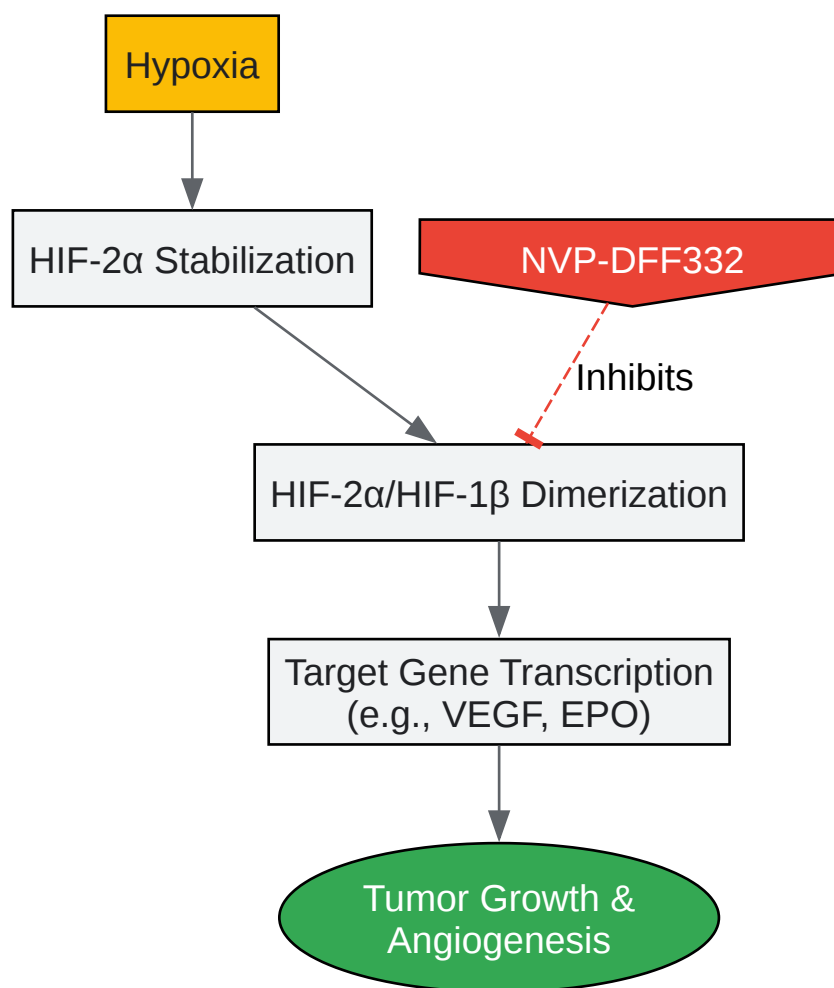 Hypoxia
HIF-2α Stabilization
NVP-DFF332
Inhibits
HIF-2α/HIF-1β Dimerization
Target Gene Transcription
(e.g., VEGF, EPO)
Tumor Growth &
Angiogenesis